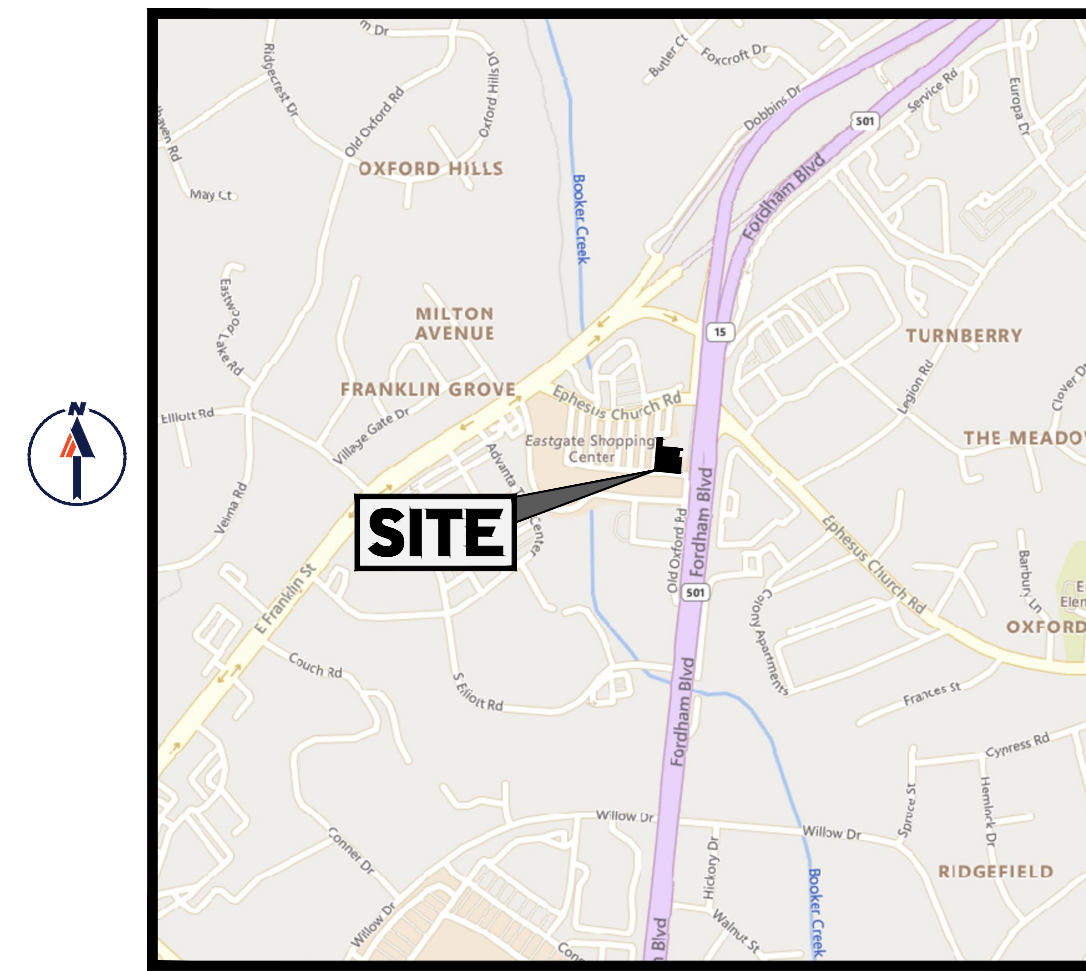 m Dr
Ridgecrest Dr
Old Oxford Rd
Oxford Hills Dr
Butler Ct
Foxcroft Dr
Dobbins Dr
501
Service Rd
Europa Dr
haven Rd
OXFORD HILLS
May Ct
Booker Creek
Fordham Blvd
Eastwood Lake Rd
MILTON
AVENUE
15
TURNBERRY
Legion Rd
Clover Dr
FRANKLIN GROVE
Ephesus Church Rd
Elliott Rd
Village Gate Dr
N
Eastgate Shopping
Center
THE MEADO
Velma Rd
Advanta
Center
SITE
Old Oxford Rd
Fordham Blvd
Ephesus Church Rd
501
E Franklin St
Colony Apartments
Barbury Ln
E
Elem
OXFORD
Couch Rd
S Elliott Rd
Fordham Blvd
Frances St
Cypress Rd
Spruce St
Hemlock Dr
Willow Dr
Willow Dr
Conner Dr
Hickory Dr
RIDGEFIELD
Booker Creek
Willow Dr
Walnut St
Conn
m Blvd